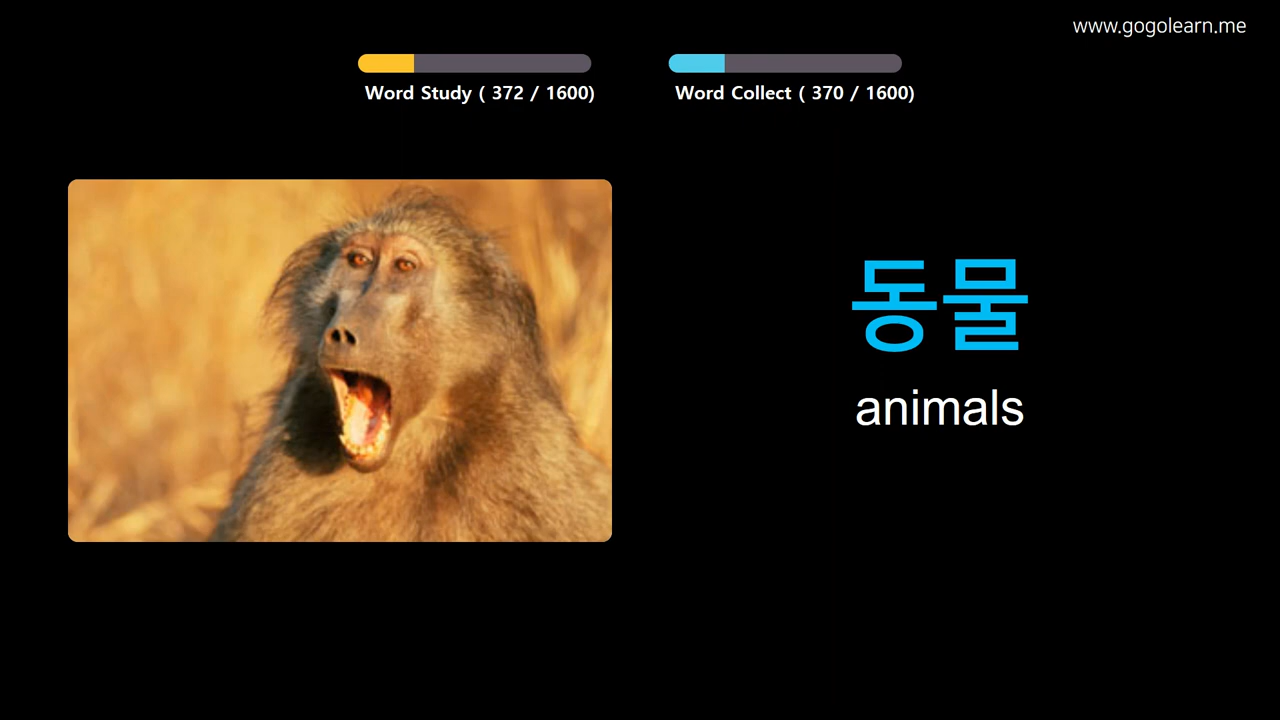 www.gogolearn.me
Word Study ( 372 / 1600)
Word Collect ( 370 / 1600)
동물
animals